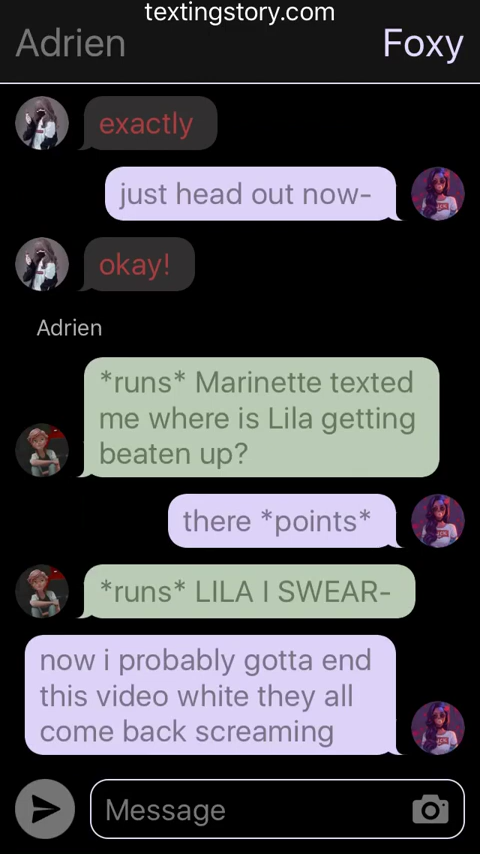 textingstory.com
Adrien
Foxy
exactly
just head out now-
okay!
Adrien
*runs* Marinette texted
me where is Lila getting
beaten up?
there *points*
*runs* LILA I SWEAR-
now i probably gotta end
this video white they all
come back screaming
Message